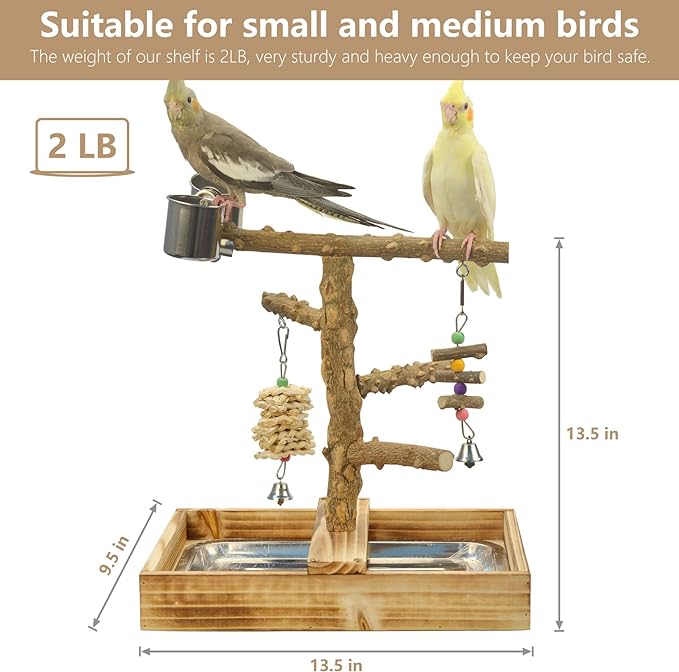 Suitable for small and medium birds
The weight of our shelf is 2LB, very sturdy and heavy enough to keep your bird safe.
2 LB
13.5 in
9.5 in
13.5 in